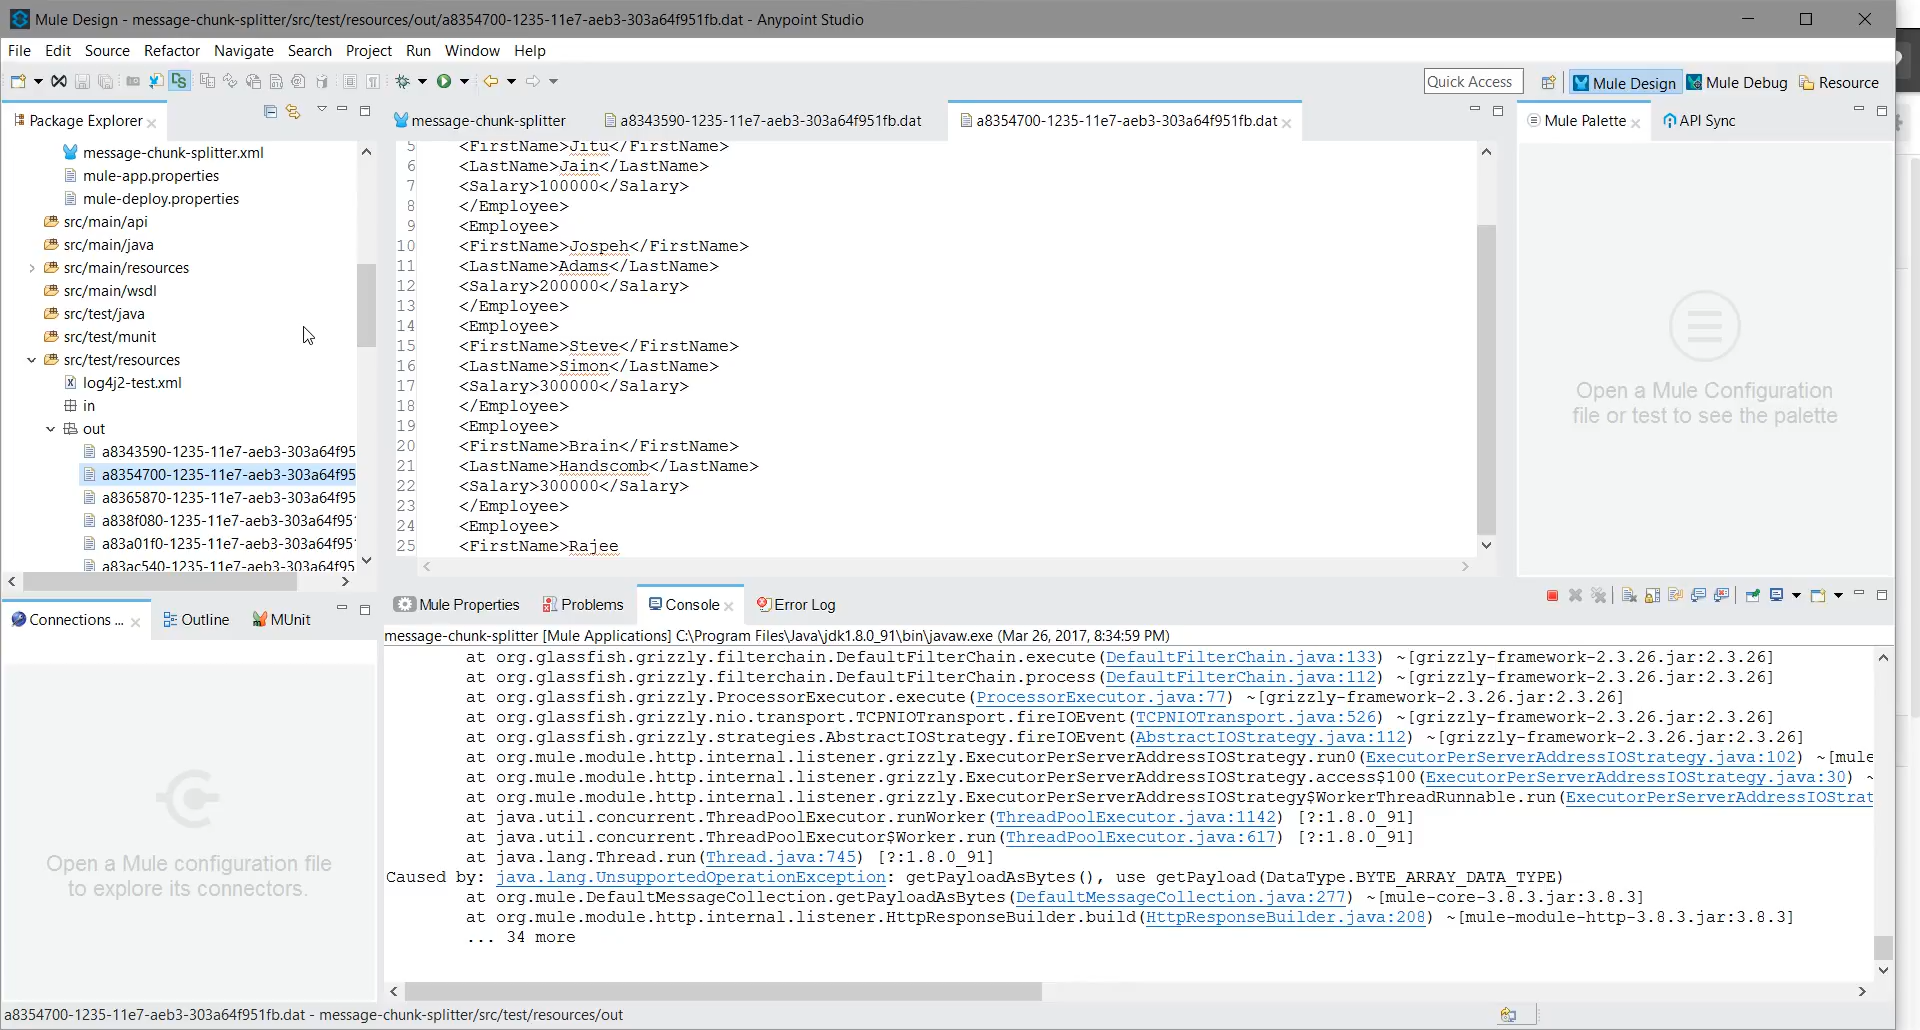 Mule Design - message-chunk-splitter/src/test/resources/out/a8354700-1235-11e7-aeb3-303a64f951fb.dat - Anypoint Studio
File Edit Source Refactor Navigate Search Project Run Window Help
Quick Access
Mule Design
Mule Debug
Resource
Package Explorer
message-chunk-splitter.xml
mule-app.properties
mule-deploy.properties
src/main/api
src/main/java
src/main/resources
src/main/wsdl
src/test/java
src/test/munit
src/test/resources
log4j2-test.xml
in
out
a8343590-1235-11e7-aeb3-303a64f95
a8354700-1235-11e7-aeb3-303a64f95
a8365870-1235-11e7-aeb3-303a64f95
a838f080-1235-11e7-aeb3-303a64f95
a83a01f0-1235-11e7-aeb3-303a64f95
a83ac540-1235-11e7-aeb3-303a64f95
message-chunk-splitter
a8343590-1235-11e7-aeb3-303a64f951fb.dat
a8354700-1235-11e7-aeb3-303a64f951fb.dat
5 <FirstName>Jitu</FirstName>
6 <LastName>Jain</LastName>
7 <Salary>100000</Salary>
8 </Employee>
9 <Employee>
10 <FirstName>Jospeh</FirstName>
11 <LastName>Adams</LastName>
12 <Salary>200000</Salary>
13 </Employee>
14 <Employee>
15 <FirstName>Steve</FirstName>
16 <LastName>Simon</LastName>
17 <Salary>300000</Salary>
18 </Employee>
19 <Employee>
20 <FirstName>Brain</FirstName>
21 <LastName>Handscomb</LastName>
22 <Salary>300000</Salary>
23 </Employee>
24 <Employee>
25 <FirstName>Rajee
Mule Palette
API Sync
Open a Mule Configuration
file or test to see the palette
Connections ...
Outline
MUnit
Open a Mule configuration file
to explore its connectors.
Mule Properties
Problems
Console
Error Log
message-chunk-splitter [Mule Applications] C:\Program Files\Java\jdk1.8.0_91\bin\javaw.exe (Mar 26, 2017, 8:34:59 PM)
at org.glassfish.grizzly.filterchain.DefaultFilterChain.execute(DefaultFilterChain.java:133) ~[grizzly-framework-2.3.26.jar:2.3.26]
at org.glassfish.grizzly.filterchain.DefaultFilterChain.process(DefaultFilterChain.java:112) ~[grizzly-framework-2.3.26.jar:2.3.26]
at org.glassfish.grizzly.ProcessorExecutor.execute(ProcessorExecutor.java:77) ~[grizzly-framework-2.3.26.jar:2.3.26]
at org.glassfish.grizzly.nio.transport.TCPNIOTransport.fireIOEvent(TCPNIOTransport.java:526) ~[grizzly-framework-2.3.26.jar:2.3.26]
at org.glassfish.grizzly.strategies.AbstractIOStrategy.fireIOEvent(AbstractIOStrategy.java:112) ~[grizzly-framework-2.3.26.jar:2.3.26]
at org.mule.module.http.internal.listener.grizzly.ExecutorPerServerAddressIOStrategy.run0(ExecutorPerServerAddressIOStrategy.java:102) ~[mule
at org.mule.module.http.internal.listener.grizzly.ExecutorPerServerAddressIOStrategy.access$100(ExecutorPerServerAddressIOStrategy.java:30) ~
at org.mule.module.http.internal.listener.grizzly.ExecutorPerServerAddressIOStrategy$WorkerThreadRunnable.run(ExecutorPerServerAddressIOStrat
at java.util.concurrent.ThreadPoolExecutor.runWorker(ThreadPoolExecutor.java:1142) [?:1.8.0_91]
at java.util.concurrent.ThreadPoolExecutor$Worker.run(ThreadPoolExecutor.java:617) [?:1.8.0_91]
at java.lang.Thread.run(Thread.java:745) [?:1.8.0_91]
Caused by: java.lang.UnsupportedOperationException: getPayloadAsBytes(), use getPayload(DataType.BYTE_ARRAY_DATA_TYPE)
at org.mule.DefaultMessageCollection.getPayloadAsBytes(DefaultMessageCollection.java:277) ~[mule-core-3.8.3.jar:3.8.3]
at org.mule.module.http.internal.listener.HttpResponseBuilder.build(HttpResponseBuilder.java:208) ~[mule-module-http-3.8.3.jar:3.8.3]
... 34 more
a8354700-1235-11e7-aeb3-303a64f951fb.dat - message-chunk-splitter/src/test/resources/out